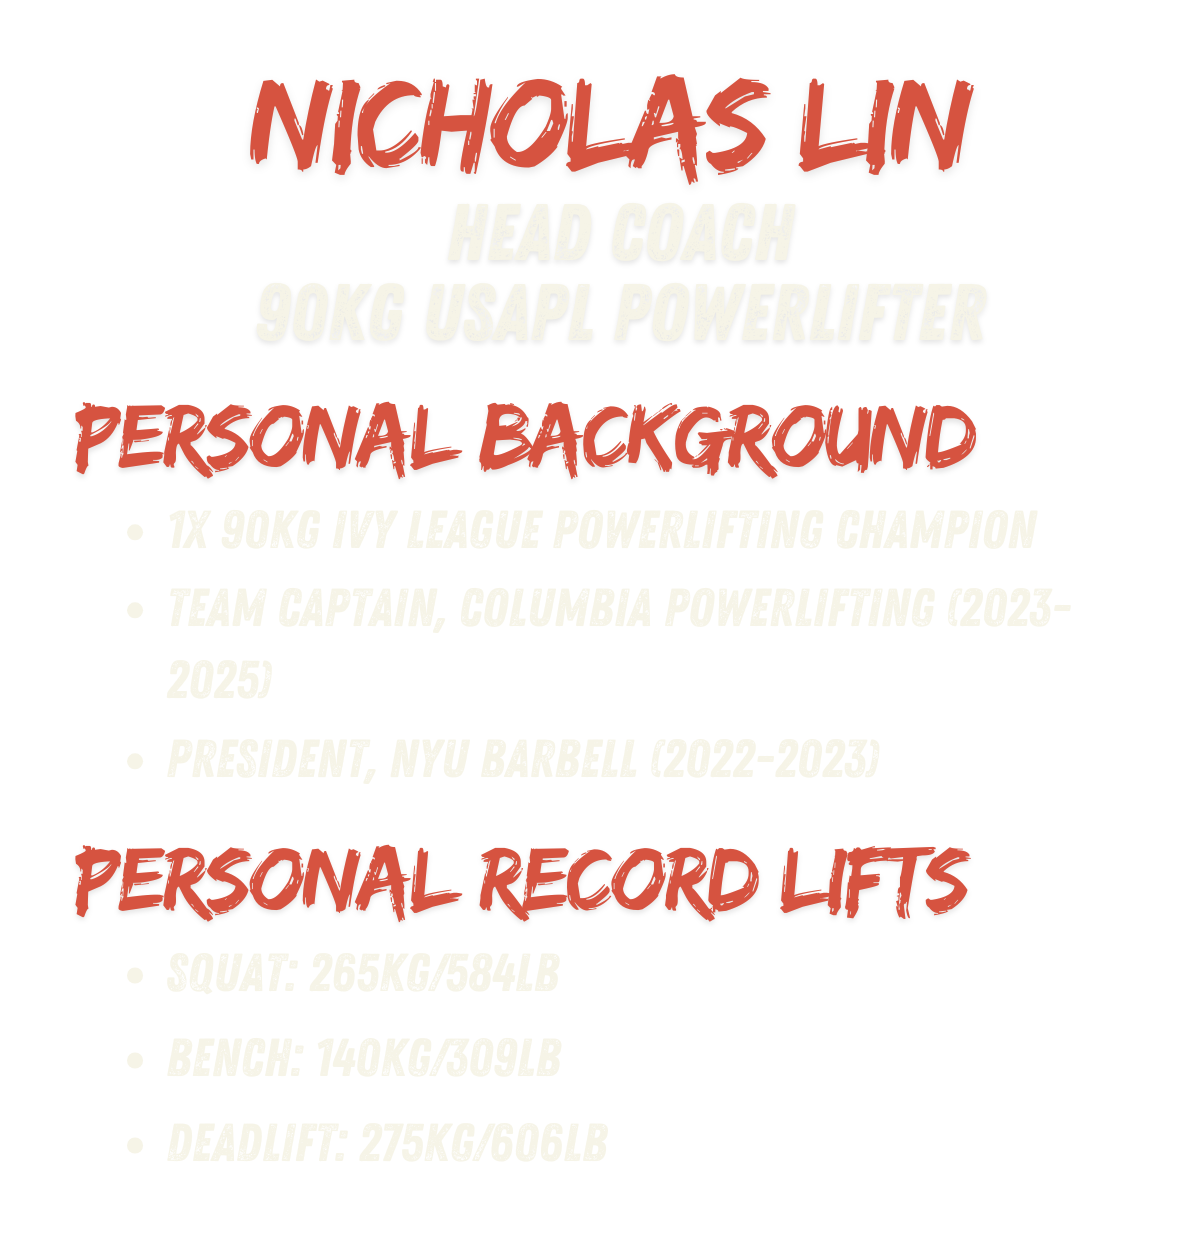 NICHOLAS LIN
HEAD COACH
90KG USAPL POWERLIFTER
PERSONAL BACKGROUND
• 1X 90KG IVY LEAGUE POWERLIFTING CHAMPION
• TEAM CAPTAIN, COLUMBIA POWERLIFTING (2023-
2025)
• PRESIDENT, NYU BARBELL (2022-2023)
PERSONAL RECORD LIFTS
• SQUAT: 265KG/584LB
• BENCH: 140KG/309LB
• DEADLIFT: 275KG/606LB